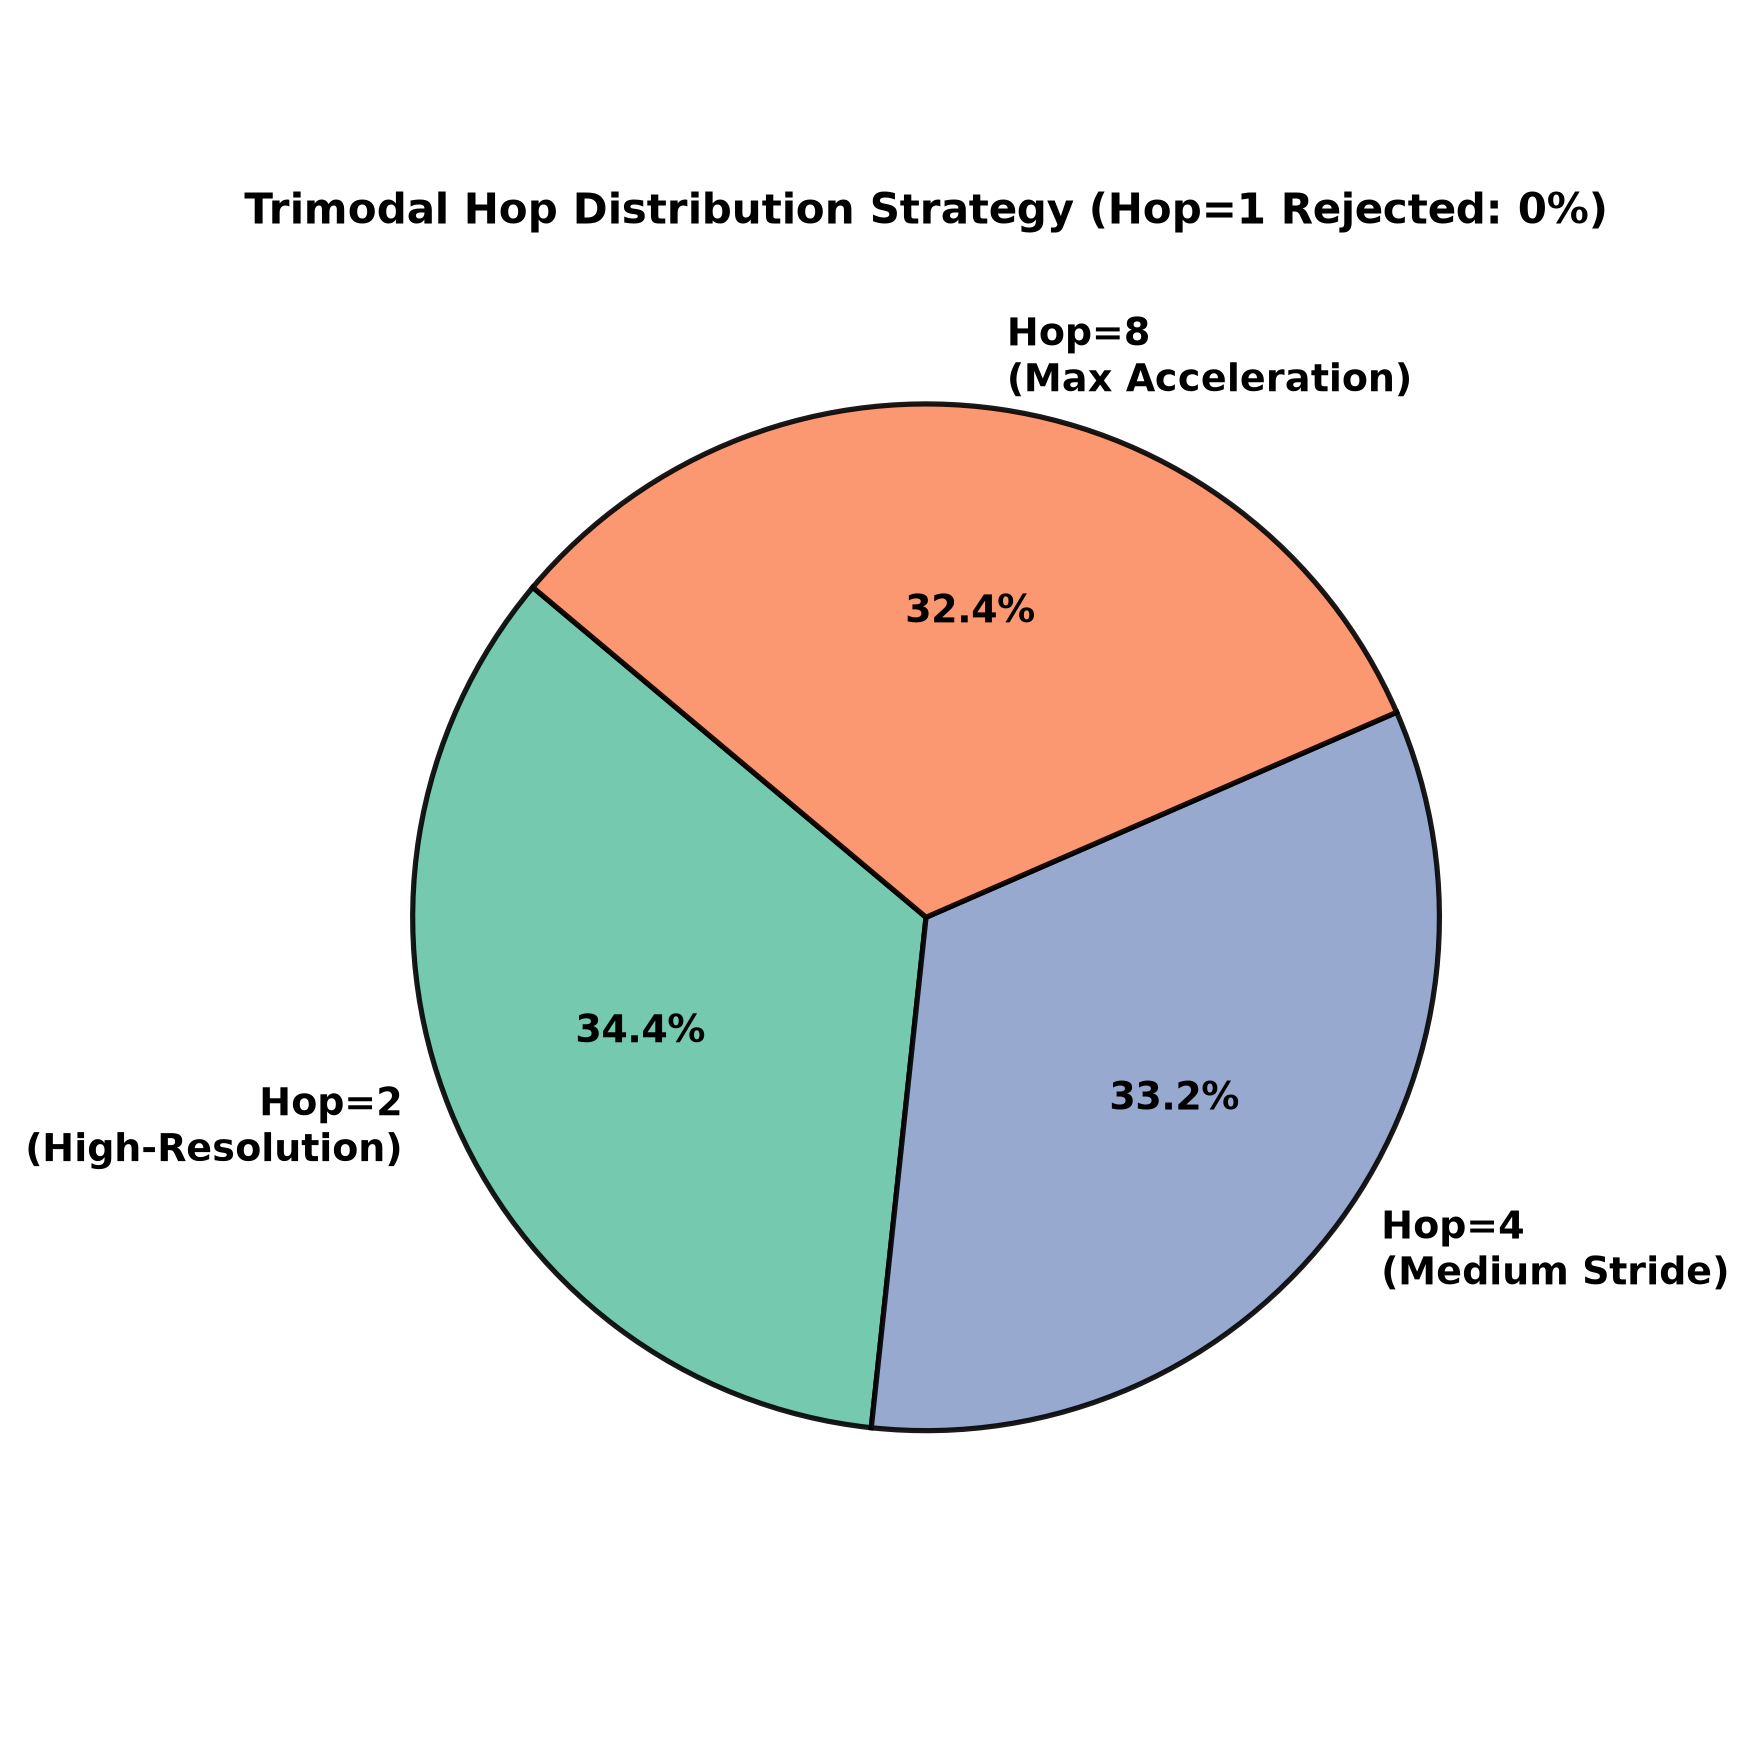 Trimodal Hop Distribution Strategy (Hop=1 Rejected: 0%)
Hop=8
(Max Acceleration)
32.4%
34.4%
Hop=2
(High-Resolution)
33.2%
Hop=4
(Medium Stride)